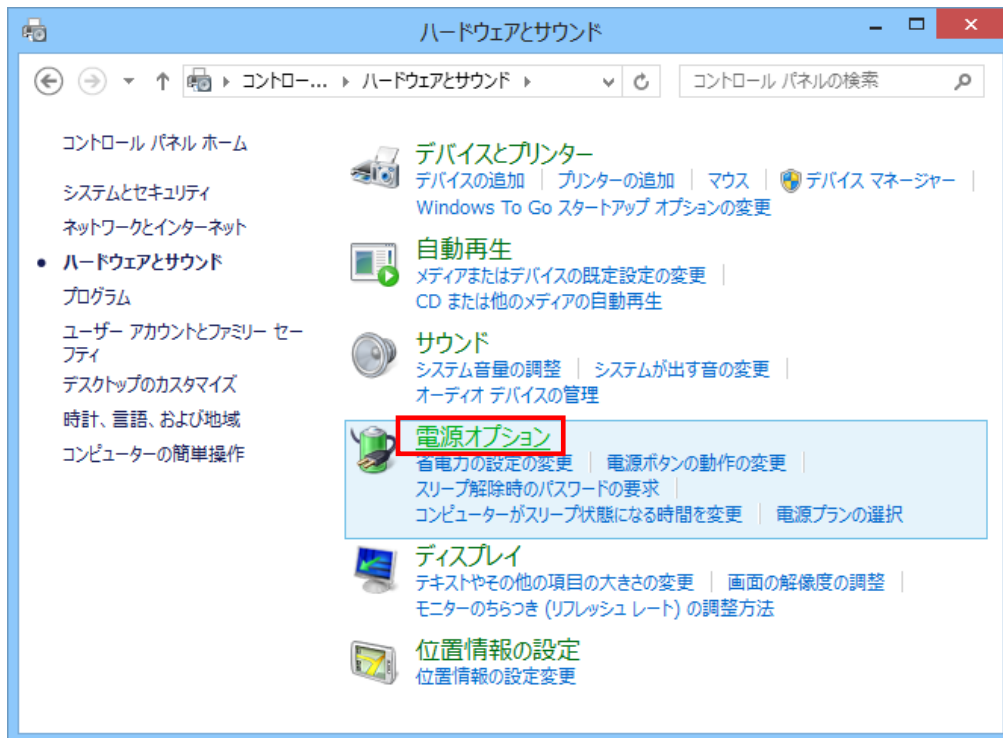 ハードウェアとサウンド
コントロー... ハードウェアとサウンド コントロール パネルの検索
コントロール パネル ホーム
システムとセキュリティ
ネットワークとインターネット
ハードウェアとサウンド
プログラム
ユーザー アカウントとファミリー セー
フティ
デスクトップのカスタマイズ
時計、言語、および地域
コンピューターの簡単操作
デバイスとプリンター
デバイスの追加 プリンターの追加 マウス デバイス マネージャー
Windows To Go スタートアップ オプションの変更
自動再生
メディアまたはデバイスの既定設定の変更
CD または他のメディアの自動再生
サウンド
システム音量の調整 システムが出す音の変更
オーディオ デバイスの管理
電源オプション
省電力の設定の変更 電源ボタンの動作の変更
スリープ解除時のパスワードの要求
コンピューターがスリープ状態になる時間を変更 電源プランの選択
ディスプレイ
テキストやその他の項目の大きさの変更 画面の解像度の調整
モニターのちらつき (リフレッシュ レート) の調整方法
位置情報の設定
位置情報の設定変更